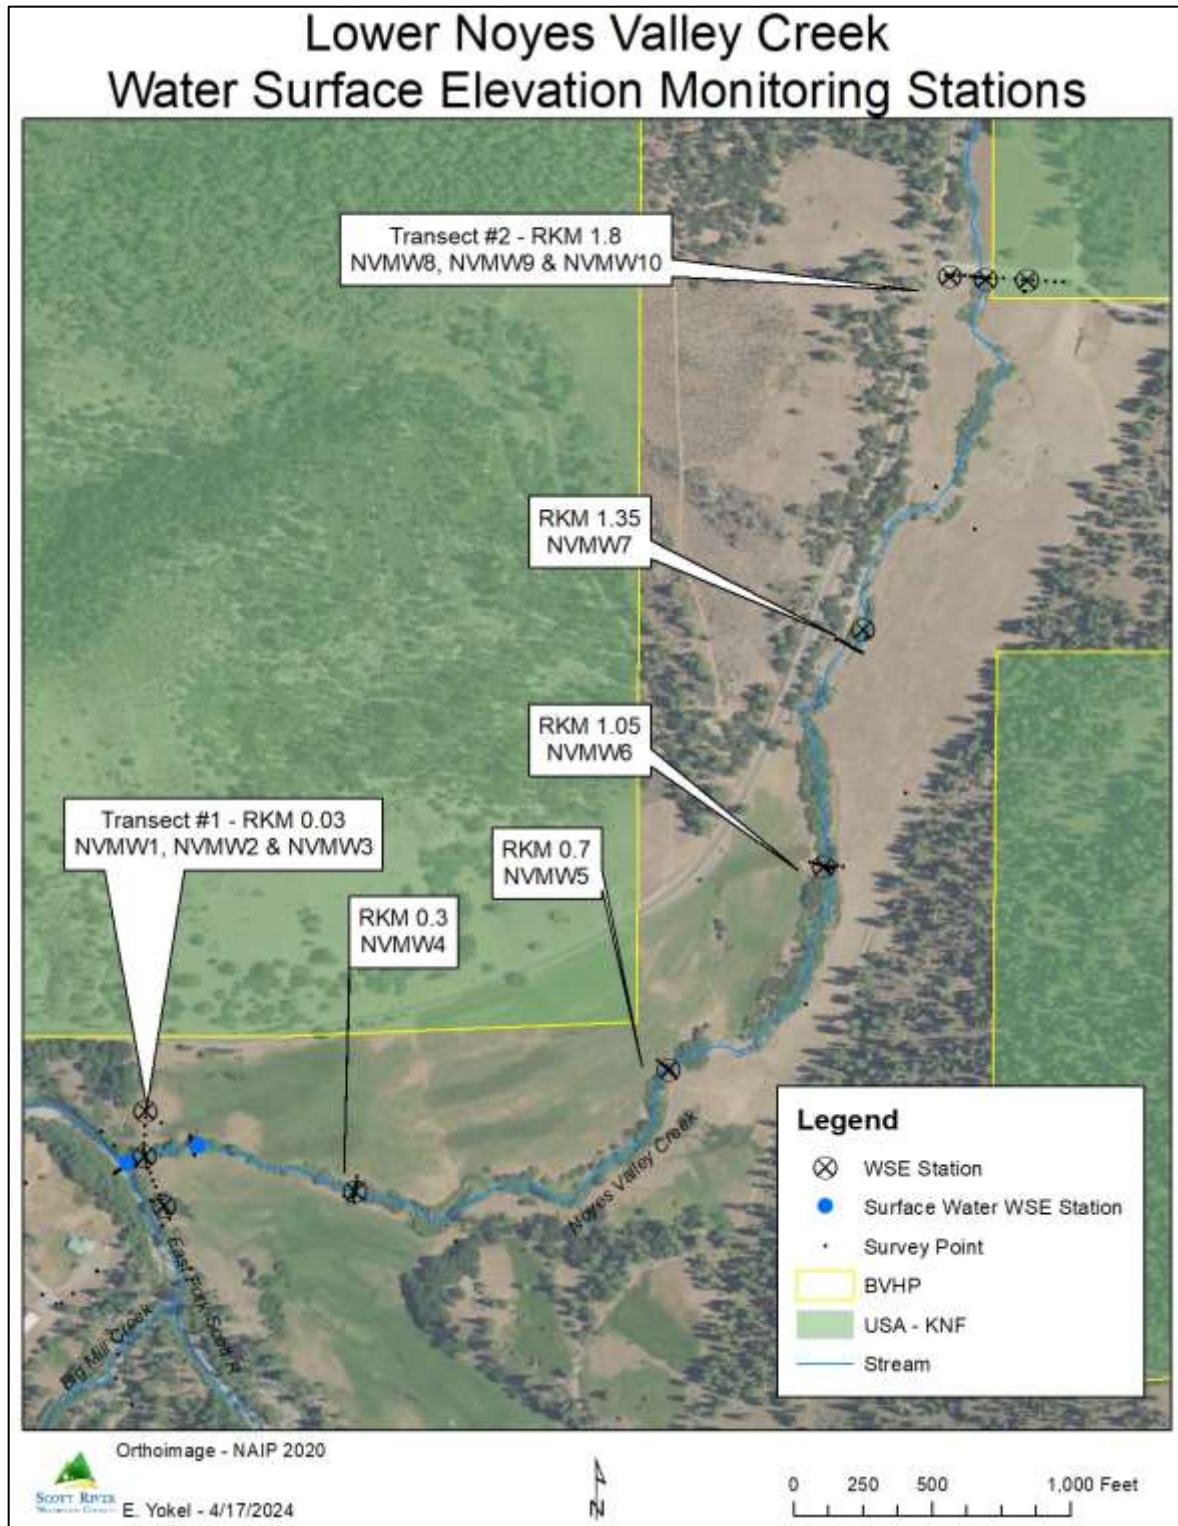 Lower Noyes Valley Creek
Water Surface Elevation Monitoring Stations
Transect #2 - RKM 1.8
NVMW8, NVMW9 & NVMW10
RKM 1.35
NVMW7
RKM 1.05
NVMW6
Transect #1 - RKM 0.03
NVMW1, NVMW2 & NVMW3
RKM 0.7
NVMW5
RKM 0.3
NVMW4
Noyes Valley Creek
East Fork Scott R
Big Mill Creek
Legend
WSE Station
Surface Water WSE Station
Survey Point
BVHP
USA - KNF
Stream
Orthoimage - NAIP 2020
SCOTT RIVER
E. Yokel - 4/17/2024
N
0 250 500 1,000 Feet